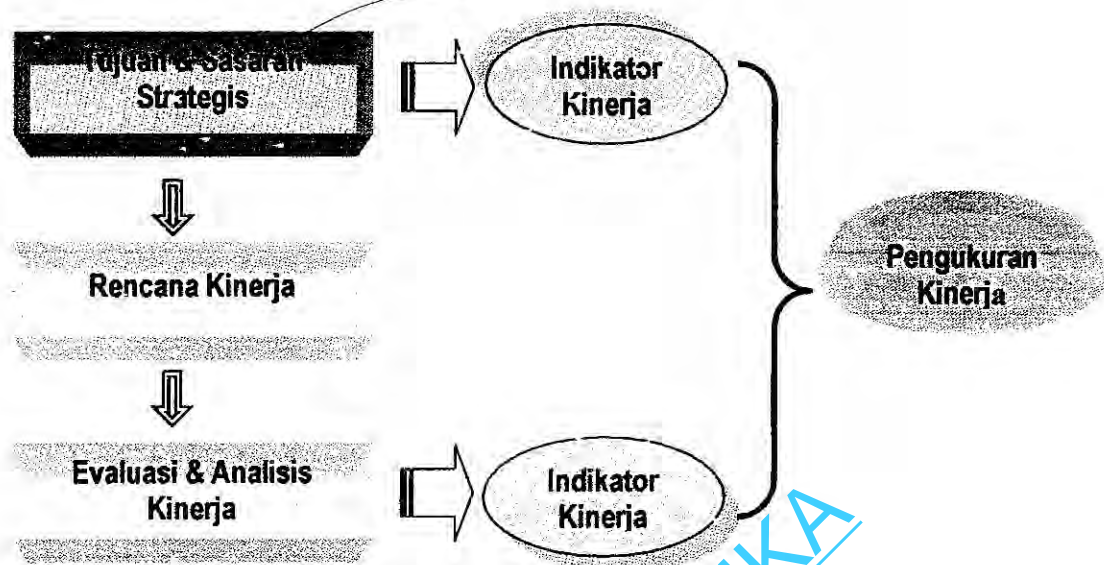 Tujuan & Sasaran
Strategis
Indikator
Kinerja
Rencana Kinerja
Pengukuran
Kinerja
Evaluasi & Analisis
Kinerja
Indikator
Kinerja